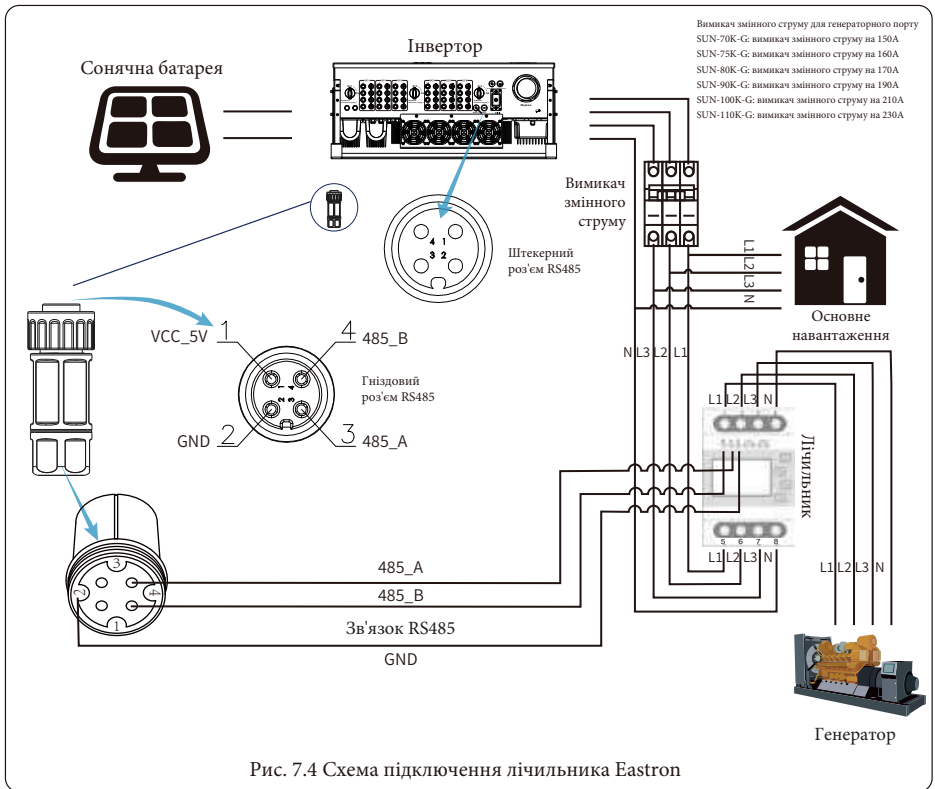 Вимикач змінного струму для генераторного порту
SUN-70K-G: вимикач змінного струму на 150A
SUN-75K-G: вимикач змінного струму на 160A
SUN-80K-G: вимикач змінного струму на 170A
SUN-90K-G: вимикач змінного струму на 190A
SUN-100K-G: вимикач змінного струму на 210A
SUN-110K-G: вимикач змінного струму на 230A
Інвертор
Сонячна батарея
Вимикач
змінного
струму
4 1
3 2
Штекерний
роз'єм RS485
L1
L2
L3
N
Основне
навантаження
VCC_5V 1
4 485_B
1 4
2 3
Гніздовий
роз'єм RS485
GND 2
3 485_A
N L3 L2 L1
L1 L2 L3 N
Лічильник
5 6 7 8
L1 L2 L3 N
L1 L2 L3 N
3
2 4
1
485_A
485_B
Зв'язок RS485
GND
Генератор
Рис. 7.4 Схема підключення лічильника Eastron